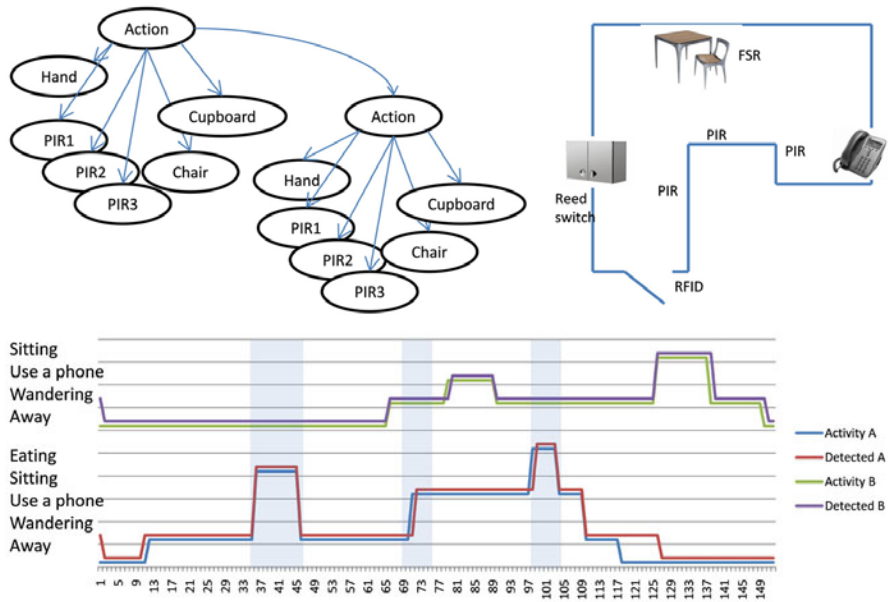 Action
Hand
PIR1
PIR2
PIR3
Chair
Cupboard
Action
Hand
PIR1
PIR2
PIR3
Chair
Cupboard
FSR
PIR
PIR
PIR
Reed
switch
RFID
Sitting
Use a phone
Wandering
Away
Eating
Sitting
Use a phone
Wandering
Away
Activity A
Detected A
Activity B
Detected B
1 5 9 13 17 21 25 29 33 37 41 45 49 53 57 61 65 69 73 77 81 85 89 93 97 101 105 109 113 117 121 125 129 133 137 141 145 149